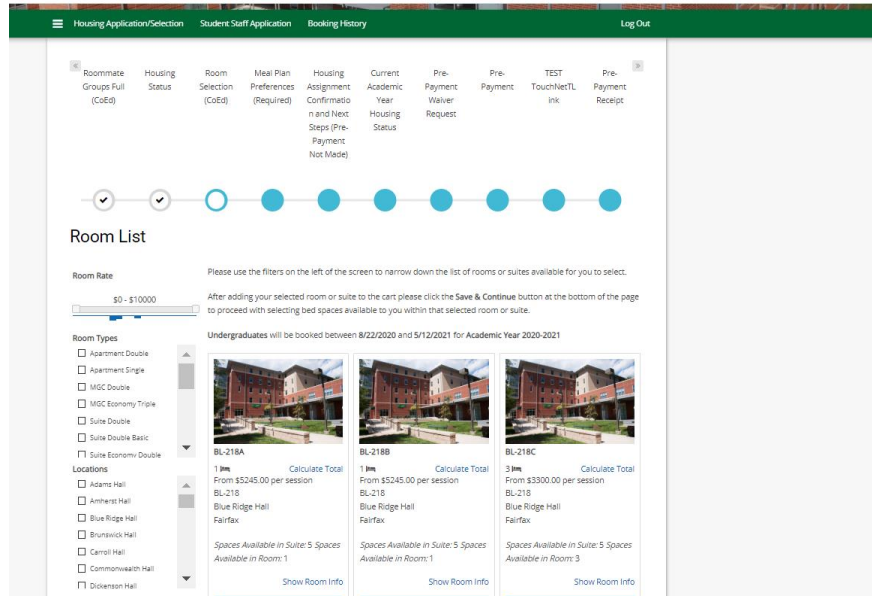 Housing Application/Selection Student Staff Application Booking History Log Out
« »
Roommate Groups Full (CoEd)
Housing Status
Room Selection (CoEd)
Meal Plan Preferences (Required)
Housing Assignment Confirmatio n and Next Steps (Pre-Payment Not Made)
Current Academic Year Housing Status
Pre-Payment Waiver Request
Pre-Payment
TEST TouchNetTL ink
Pre-Payment Receipt
Room List
Room Rate
$0 - $10000
Room Types
Apartment Double
Apartment Single
MGC Double
MGC Economy Triple
Suite Double
Suite Double Basic
Suite Economy Double
Locations
Adams Hall
Amherst Hall
Blue Ridge Hall
Brunswick Hall
Carroll Hall
Commonwealth Hall
Dickenson Hall
Please use the filters on the left of the screen to narrow down the list of rooms or suites available for you to select.
After adding your selected room or suite to the cart please click the Save & Continue button at the bottom of the page
to proceed with selecting bed spaces available to you within that selected room or suite.
Undergraduates will be booked between 8/22/2020 and 5/12/2021 for Academic Year 2020-2021
BL-218A
1 Calculate Total
From $5245.00 per session
BL-218
Blue Ridge Hall
Fairfax
Spaces Available in Suite: 5 Spaces
Available in Room: 1
Show Room Info
BL-218B
1 Calculate Total
From $5245.00 per session
BL-218
Blue Ridge Hall
Fairfax
Spaces Available in Suite: 5 Spaces
Available in Room: 1
Show Room Info
BL-218C
3 Calculate Total
From $3300.00 per session
BL-218
Blue Ridge Hall
Fairfax
Spaces Available in Suite: 5 Spaces
Available in Room: 3
Show Room Info